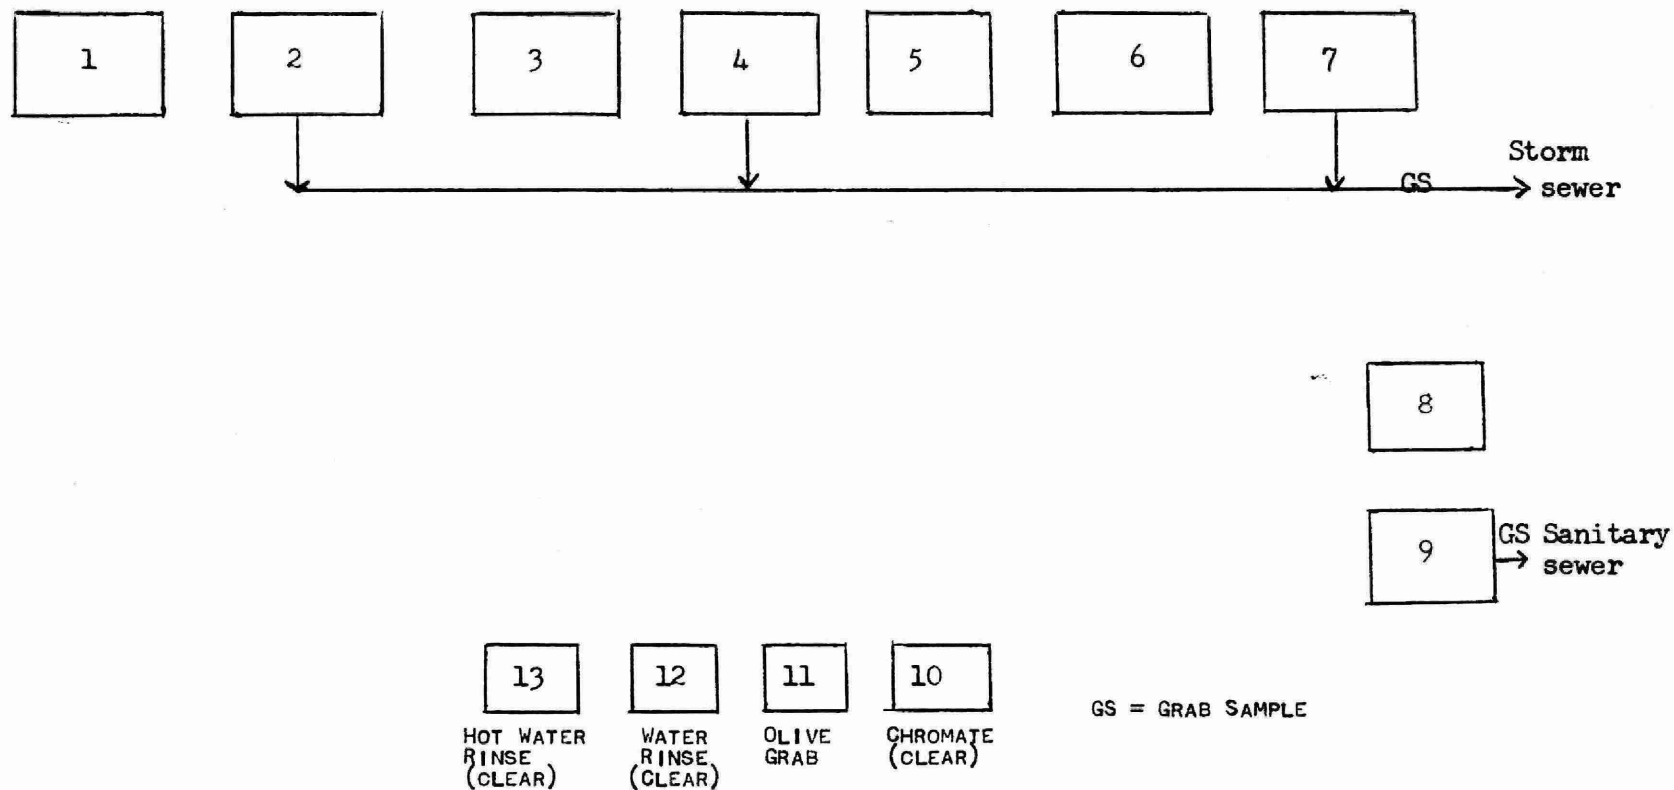 1 2 3 4 5 6 7
Storm
sewer
GS
8
9
GS Sanitary
sewer
13 12 11 10
GS = GRAB SAMPLE
HOT WATER
RINSE
(CLEAR)
WATER
RINSE
(CLEAR)
OLIVE
GRAB
CHROMATE
(CLEAR)